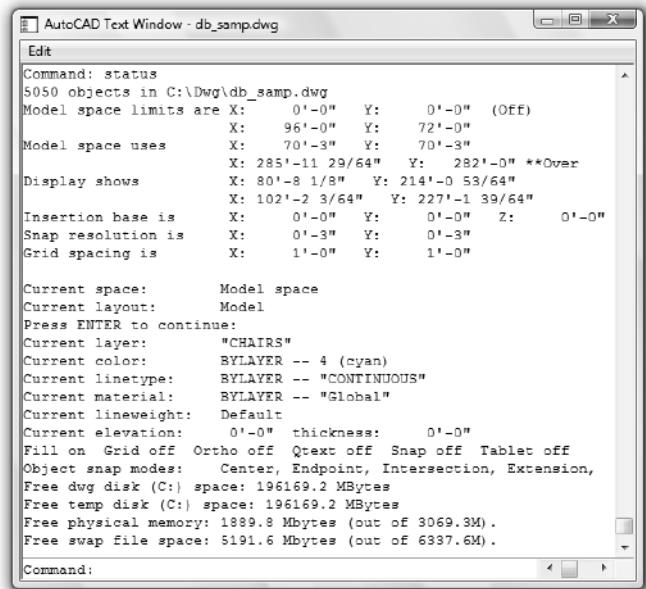 AutoCAD Text Window - db_samp.dwg
Edit
Command: status
5050 objects in C:\Dwg\db_samp.dwg
Model space limits are X: 0'-0" Y: 0'-0" (Off)
X: 96'-0" Y: 72'-0"
Model space uses X: 70'-3" Y: 70'-3"
X: 285'-11 29/64" Y: 282'-0" **Over
Display shows X: 80'-8 1/8" Y: 214'-0 53/64"
X: 102'-2 3/64" Y: 227'-1 39/64"
Insertion base is X: 0'-0" Y: 0'-0" Z: 0'-0"
Snap resolution is X: 0'-3" Y: 0'-3"
Grid spacing is X: 1'-0" Y: 1'-0"
Current space: Model space
Current layout: Model
Press ENTER to continue:
Current layer: "CHAIRS"
Current color: BYLAYER -- 4 (cyan)
Current linetype: BYLAYER -- "CONTINUOUS"
Current material: BYLAYER -- "Global"
Current lineweight: Default
Current elevation: 0'-0" thickness: 0'-0"
Fill on Grid off Ortho off Qtext off Snap off Tablet off
Object snap modes: Center, Endpoint, Intersection, Extension,
Free dwg disk (C:) space: 196169.2 MBytes
Free temp disk (C:) space: 196169.2 MBytes
Free physical memory: 1889.8 Mbytes (out of 3069.3M).
Free swap file space: 5191.6 Mbytes (out of 6337.6M).
Command: